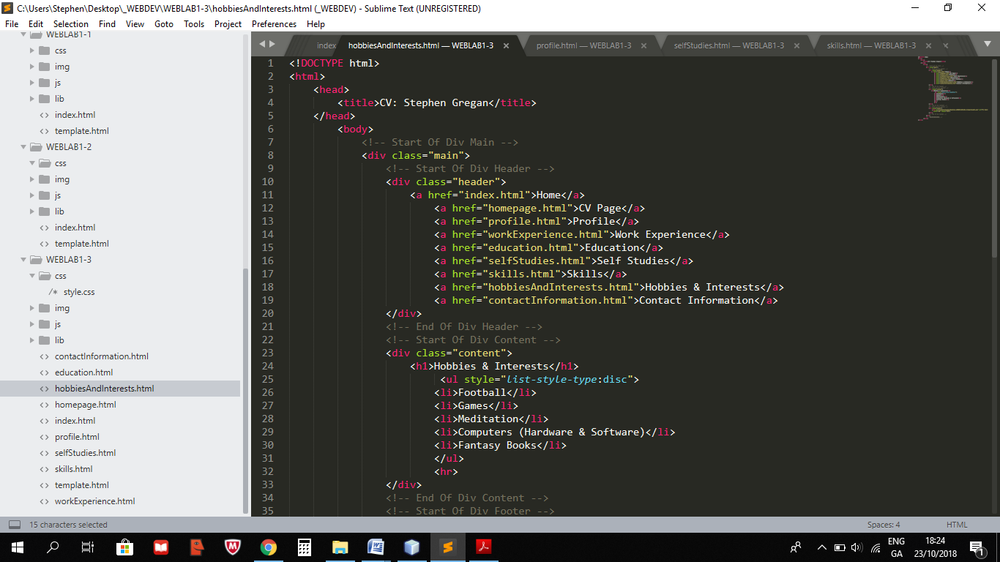 C:\Users\Stephen\Desktop\_WEBDEV\WEBLAB1-3\hobbiesAndInterests.html (_WEBDEV) - Sublime Text (UNREGISTERED)
File Edit Selection Find View Goto Tools Project Preferences Help
WEBLAB1-1
css
img
js
lib
<> index.html
<> template.html
WEBLAB1-2
css
img
js
lib
<> index.html
<> template.html
WEBLAB1-3
css
/* style.css
img
js
lib
<> contactInformation.html
<> education.html
<> hobbiesAndInterests.html
<> homepage.html
<> index.html
<> profile.html
<> selfStudies.html
<> skills.html
<> template.html
<> workExperience.html
index hobbiesAndInterests.html — WEBLAB1-3 × profile.html — WEBLAB1-3 × selfStudies.html — WEBLAB1-3 × skills.html — WEBLAB1-3 × ×
1 <!DOCTYPE html>
2 <html>
3 <head>
4 <title>CV: Stephen Gregan</title>
5 </head>
6 <body>
7 <!-- Start Of Div Main -->
8 <div class="main">
9 <!-- Start Of Div Header -->
10 <div class="header">
11 <a href="index.html">Home</a>
12 <a href="homepage.html">CV Page</a>
13 <a href="profile.html">Profile</a>
14 <a href="workExperience.html">Work Experience</a>
15 <a href="education.html">Education</a>
16 <a href="selfStudies.html">Self Studies</a>
17 <a href="skills.html">Skills</a>
18 <a href="hobbiesAndInterests.html">Hobbies & Interests</a>
19 <a href="contactInformation.html">Contact Information</a>
20 </div>
21 <!-- End Of Div Header -->
22 <!-- Start Of Div Content -->
23 <div class="content">
24 <h1>Hobbies & Interests</h1>
25 <ul style="list-style-type:disc">
26 <li>Football</li>
27 <li>Games</li>
28 <li>Meditation</li>
29 <li>Computers (Hardware & Software)</li>
30 <li>Fantasy Books</li>
31 </ul>
32 <hr>
33 </div>
34 <!-- End Of Div Content -->
35 <!-- Start Of Div Footer -->
15 characters selected Spaces: 4 HTML
ENG 18:24
GA 23/10/2018 1